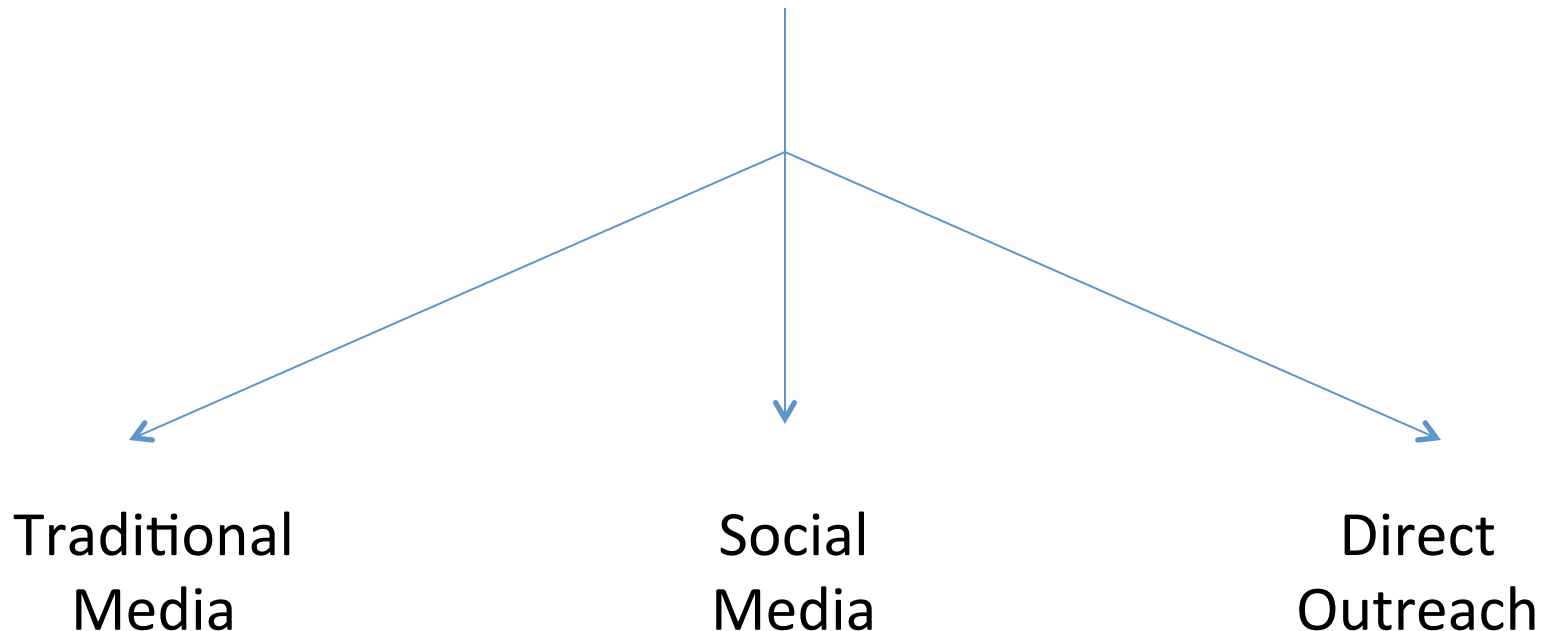 Traditional
Media
Social
Media
Direct
Outreach